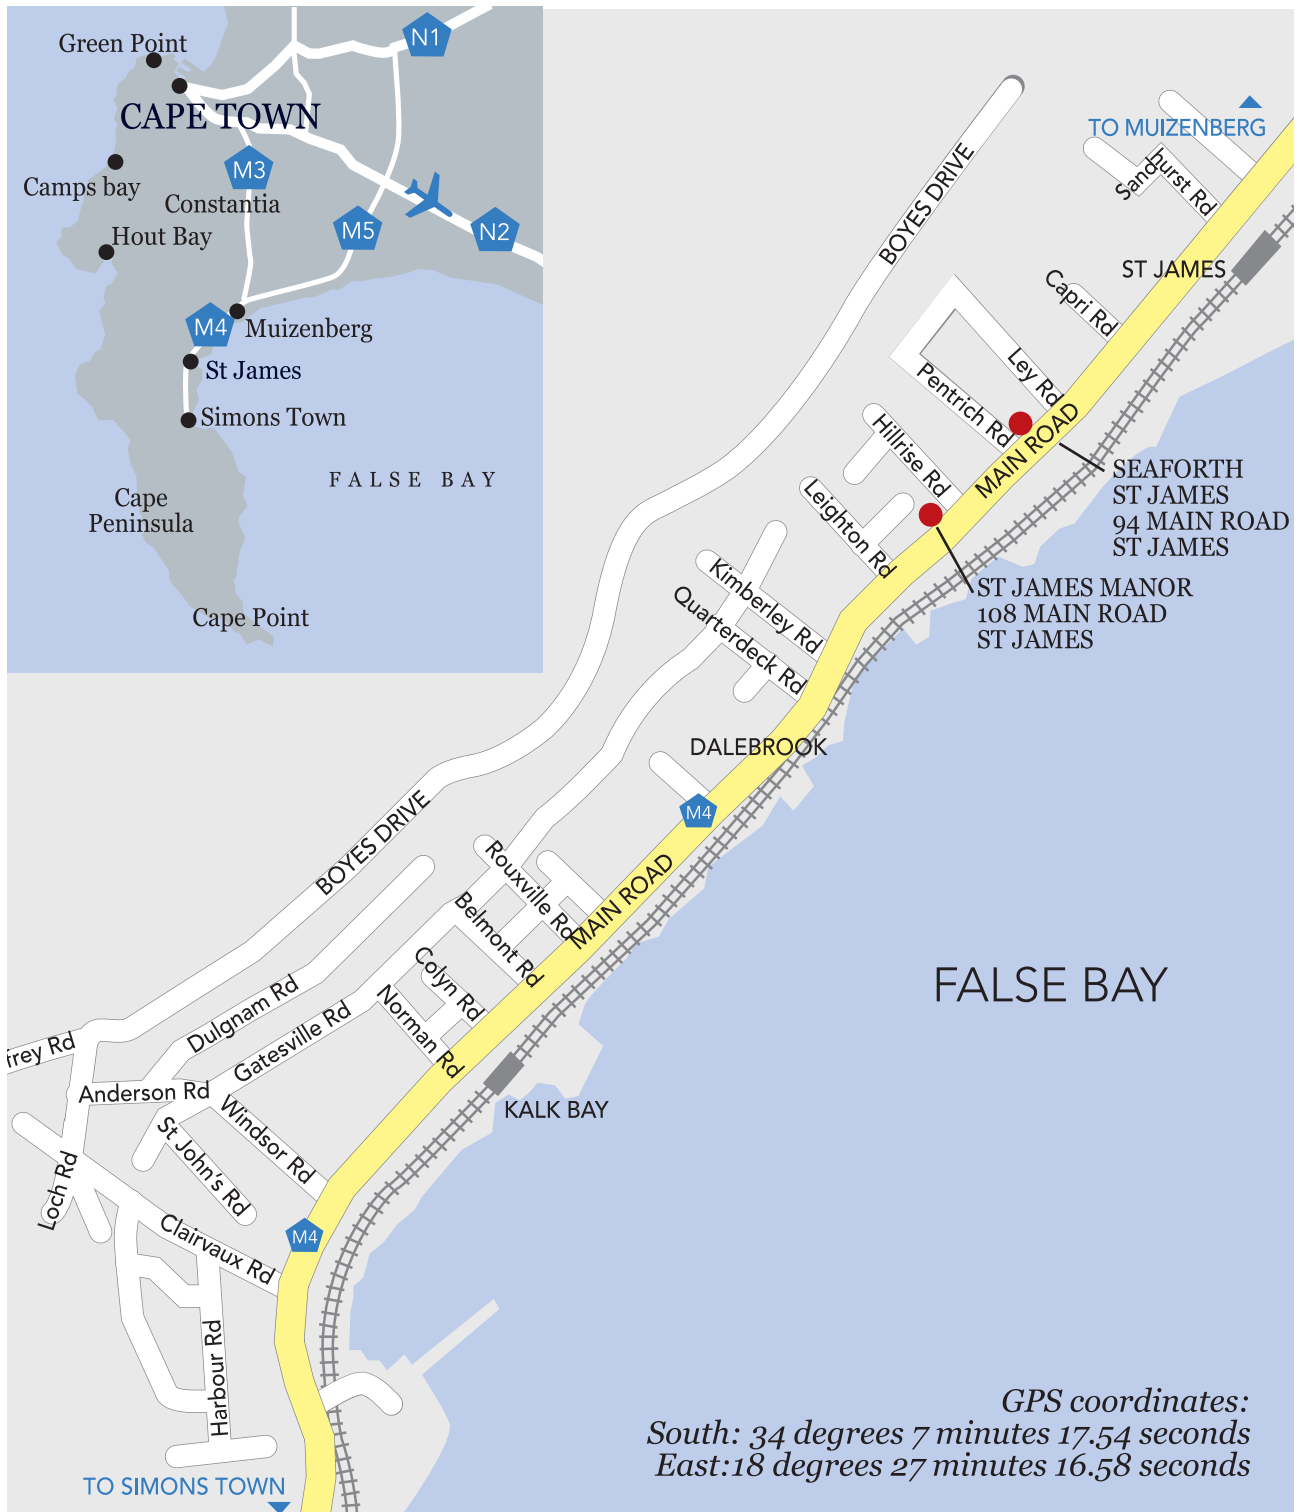 Green Point
N1
CAPE TOWN
M3
Camps bay
Constantia
M5
N2
Hout Bay
M4
Muizenberg
St James
Simons Town
FALSE BAY
Cape
Peninsula
Cape Point
TO MUIZENBERG
Sandhurst Rd
BOYES DRIVE
ST JAMES
Capri Rd
Ley Rd
Pentrich Rd
Hillrise Rd
MAIN ROAD
SEAFORTH
ST JAMES
94 MAIN ROAD
ST JAMES
Leighton Rd
Kimberley Rd
ST JAMES MANOR
108 MAIN ROAD
ST JAMES
Quarterdeck Rd
DALEBROOK
M4
BOYES DRIVE
Rouxville Rd
MAIN ROAD
Belmont Rd
Colyn Rd
Norman Rd
FALSE BAY
Dulgnam Rd
Gatesville Rd
frey Rd
Anderson Rd
KALK BAY
Windsor Rd
St John's Rd
Loch Rd
Clairvaux Rd
M4
Harbour Rd
GPS coordinates:
South: 34 degrees 7 minutes 17.54 seconds
East:18 degrees 27 minutes 16.58 seconds
TO SIMONS TOWN